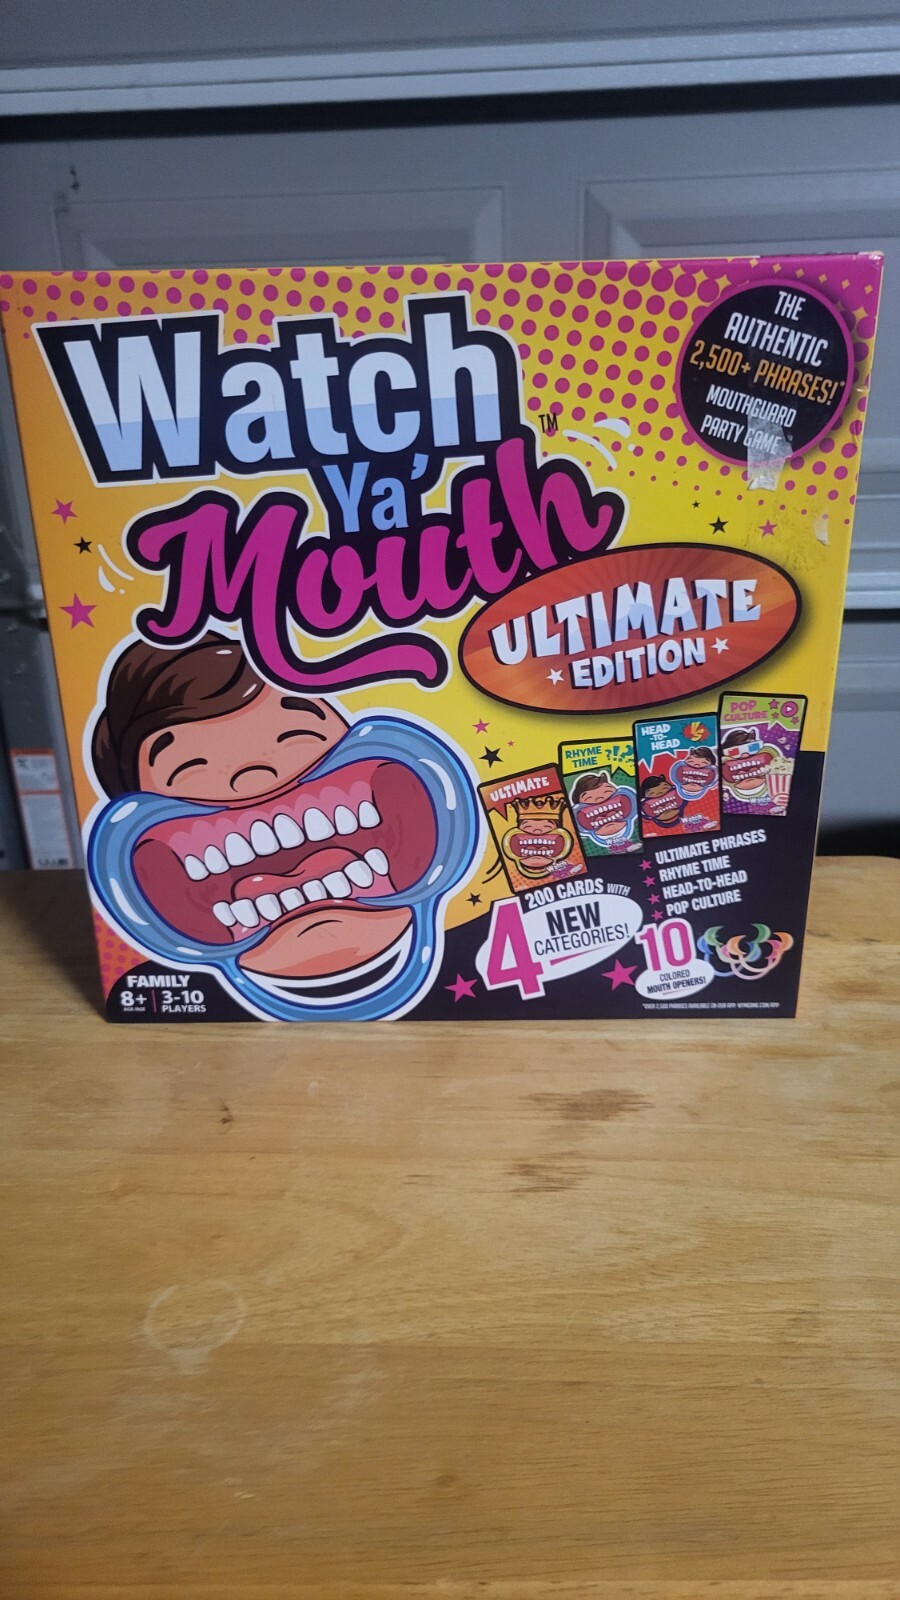 Watch
Ya'
Mouth
TM
THE
AUTHENTIC
2,500+ PHRASES!*
MOUTHGUARD
PARTY GAME
ULTIMATE
EDITION
ULTIMATE
RHYME
TIME
?!?
HEAD
-TO-
HEAD
VS
POP
CULTURE
ULTIMATE PHRASES
RHYME TIME
HEAD-TO-HEAD
POP CULTURE
200 CARDS WITH
4 NEW
CATEGORIES!
10
COLORED
MOUTH OPENERS!
FAMILY
8+ 3-10
PLAYERS